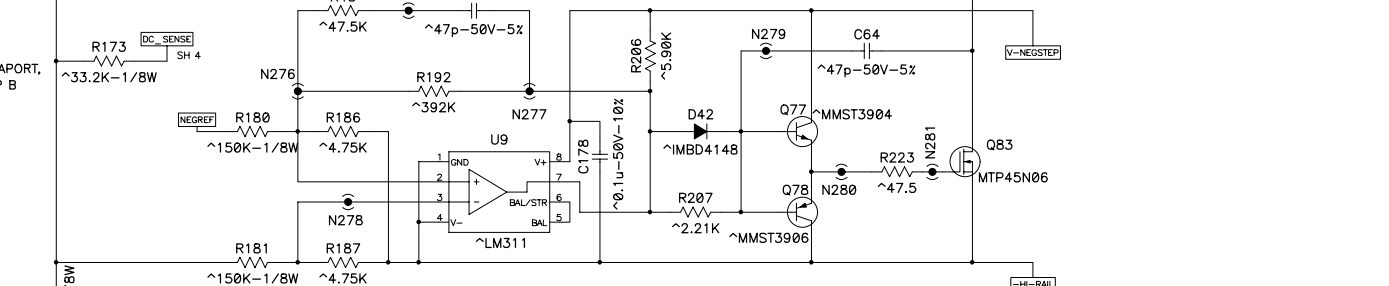 ^47.5K
^47p-50V-5%
R173
DC_SENSE
SH 4
APORT,
P B
^33.2K-1/8W
N276
R192
^392K
N277
R206
^5.90K
N279
C64
^47p-50V-5%
V-NEGSTEP
NEGREF
R180
^150K-1/8W
R186
^4.75K
U9
1 GND
V+ 8
2 +
7
3 -
BAL/STR 6
4 V-
BAL 5
^LM311
C178
^0.1u-50V-10%
D42
^IMBD4148
Q77
^MMST3904
N281
Q83
MTP45N06
R223
^47.5
N280
Q78
^MMST3906
R207
^2.21K
N278
R181
^150K-1/8W
R187
^4.75K
/8W
-HI-RAIL